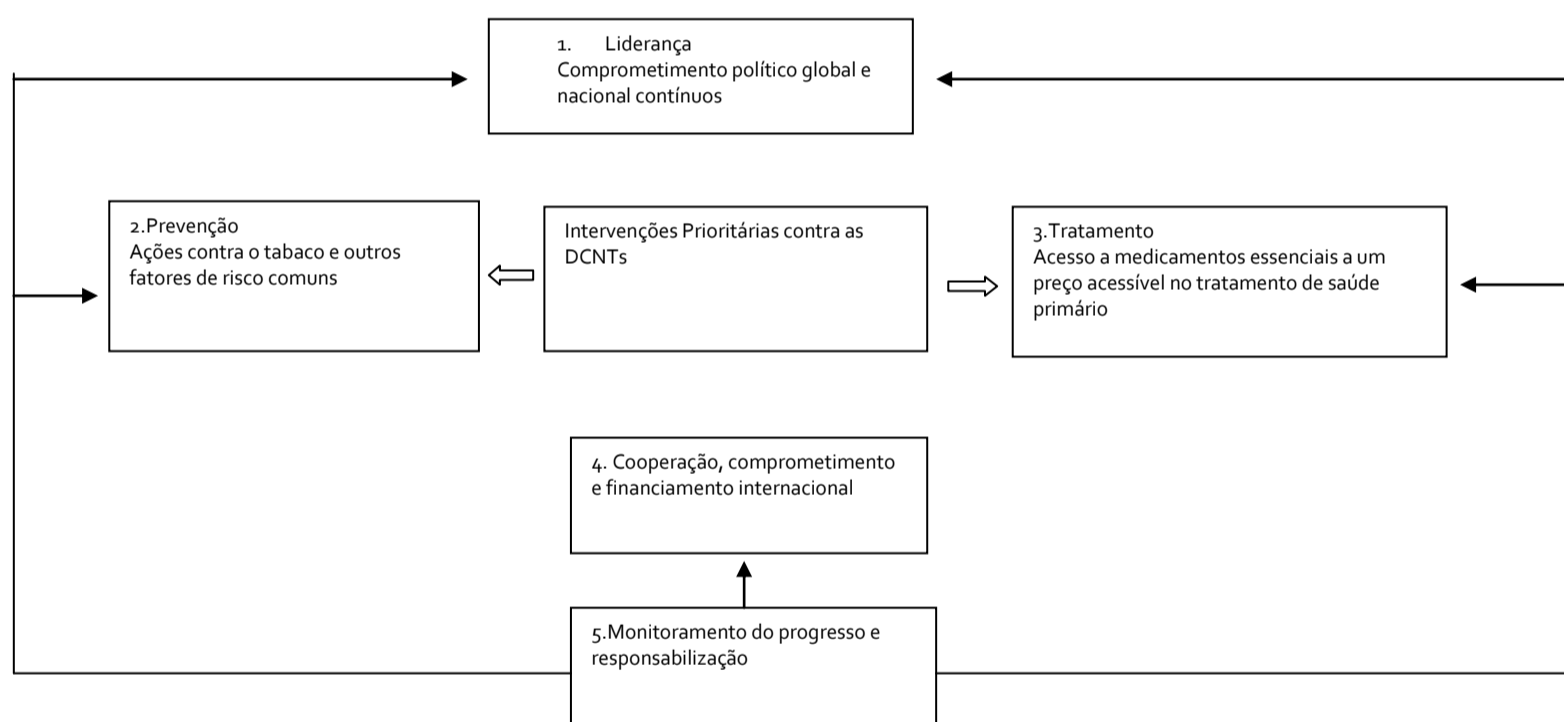 1. Liderança
Comprometimento político global e
nacional contínuos
2.Prevenção
Ações contra o tabaco e outros
fatores de risco comuns
Intervenções Prioritárias contra as
DCNTs
3.Tratamento
Acesso a medicamentos essenciais a um
preço acessível no tratamento de saúde
primário
4. Cooperação, comprometimento
e financiamento internacional
5.Monitoramento do progresso e
responsabilização